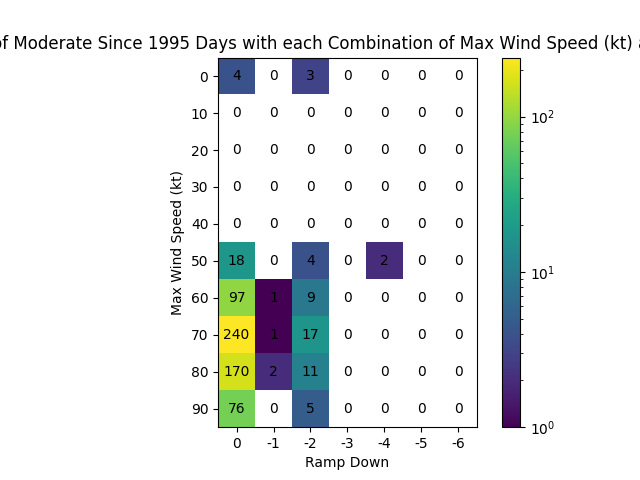 of Moderate Since 1995 Days with each Combination of Max Wind Speed (kt)
0 4 0 3 0 0 0 0
10 0 0 0 0 0 0 0
20 0 0 0 0 0 0 0
30 0 0 0 0 0 0 0
40 0 0 0 0 0 0 0
50 18 0 4 0 2 0 0
60 97 1 9 0 0 0 0
70 240 1 17 0 0 0 0
80 170 2 11 0 0 0 0
90 76 0 5 0 0 0 0
0 -1 -2 -3 -4 -5 -6
Ramp Down
Max Wind Speed (kt)
10²
10¹
10⁰